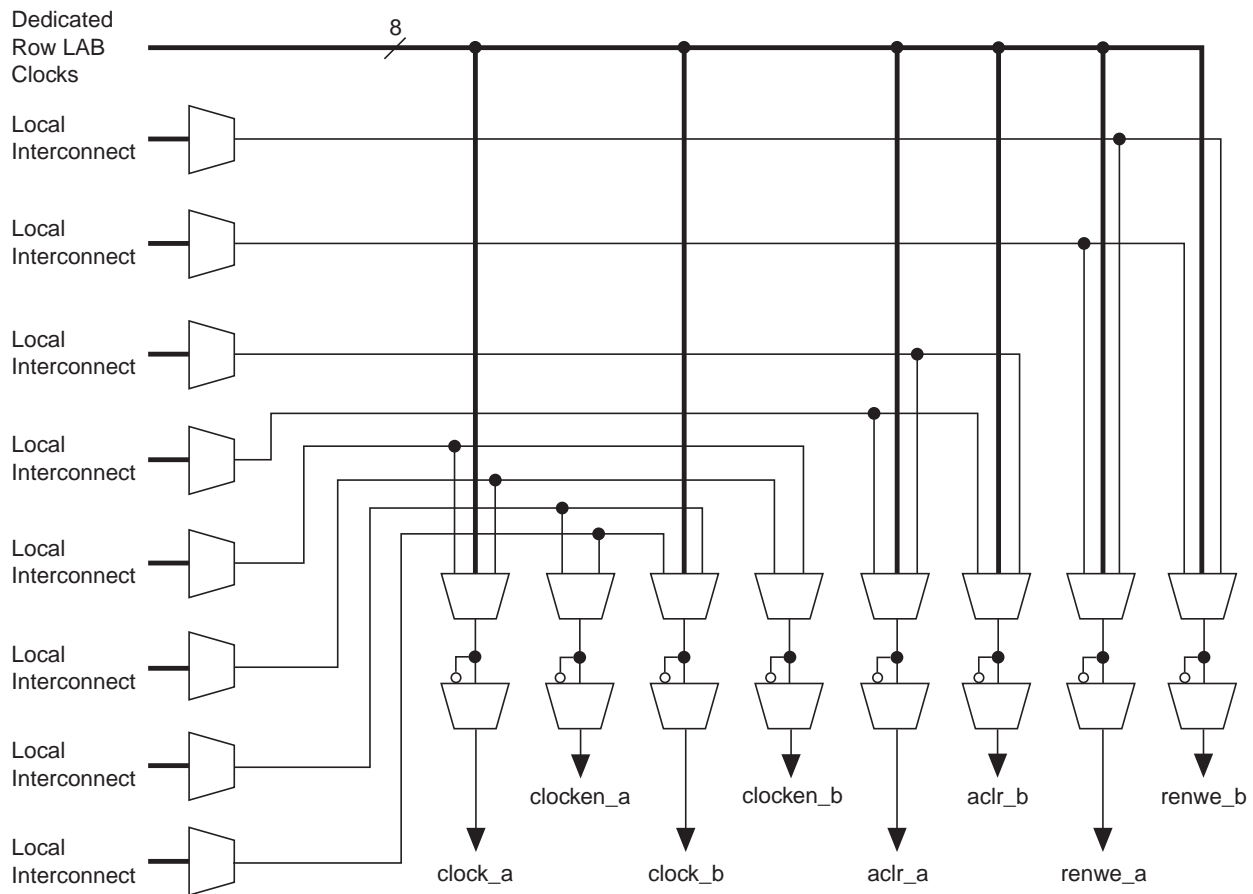 Dedicated
Row LAB
Clocks
8
Local
Interconnect
Local
Interconnect
Local
Interconnect
Local
Interconnect
Local
Interconnect
Local
Interconnect
Local
Interconnect
Local
Interconnect
clocken_a
clocken_b
aclr_b
renwe_b
clock_a
clock_b
aclr_a
renwe_a